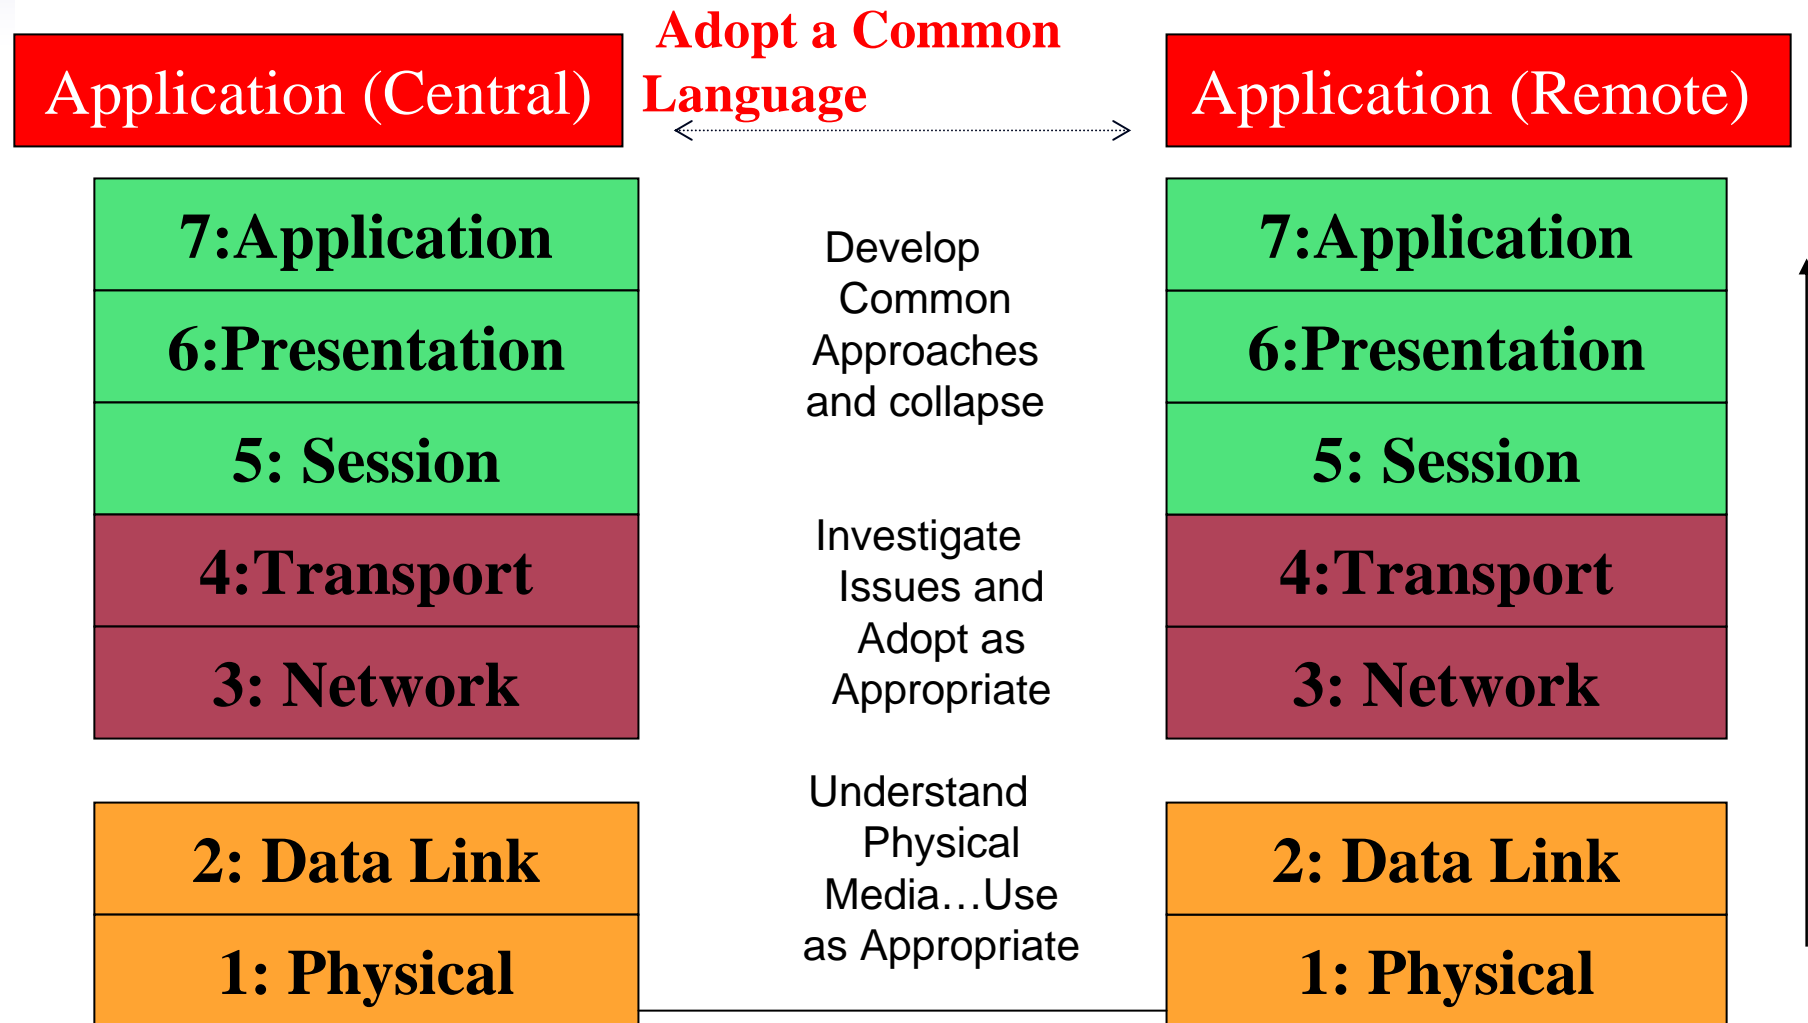 Adopt a Common
Language
Application (Central)
Application (Remote)
7:Application
6:Presentation
5: Session
4:Transport
3: Network
2: Data Link
1: Physical
Develop
Common
Approaches
and collapse
Investigate
Issues and
Adopt as
Appropriate
Understand
Physical
Media…Use
as Appropriate
7:Application
6:Presentation
5: Session
4:Transport
3: Network
2: Data Link
1: Physical